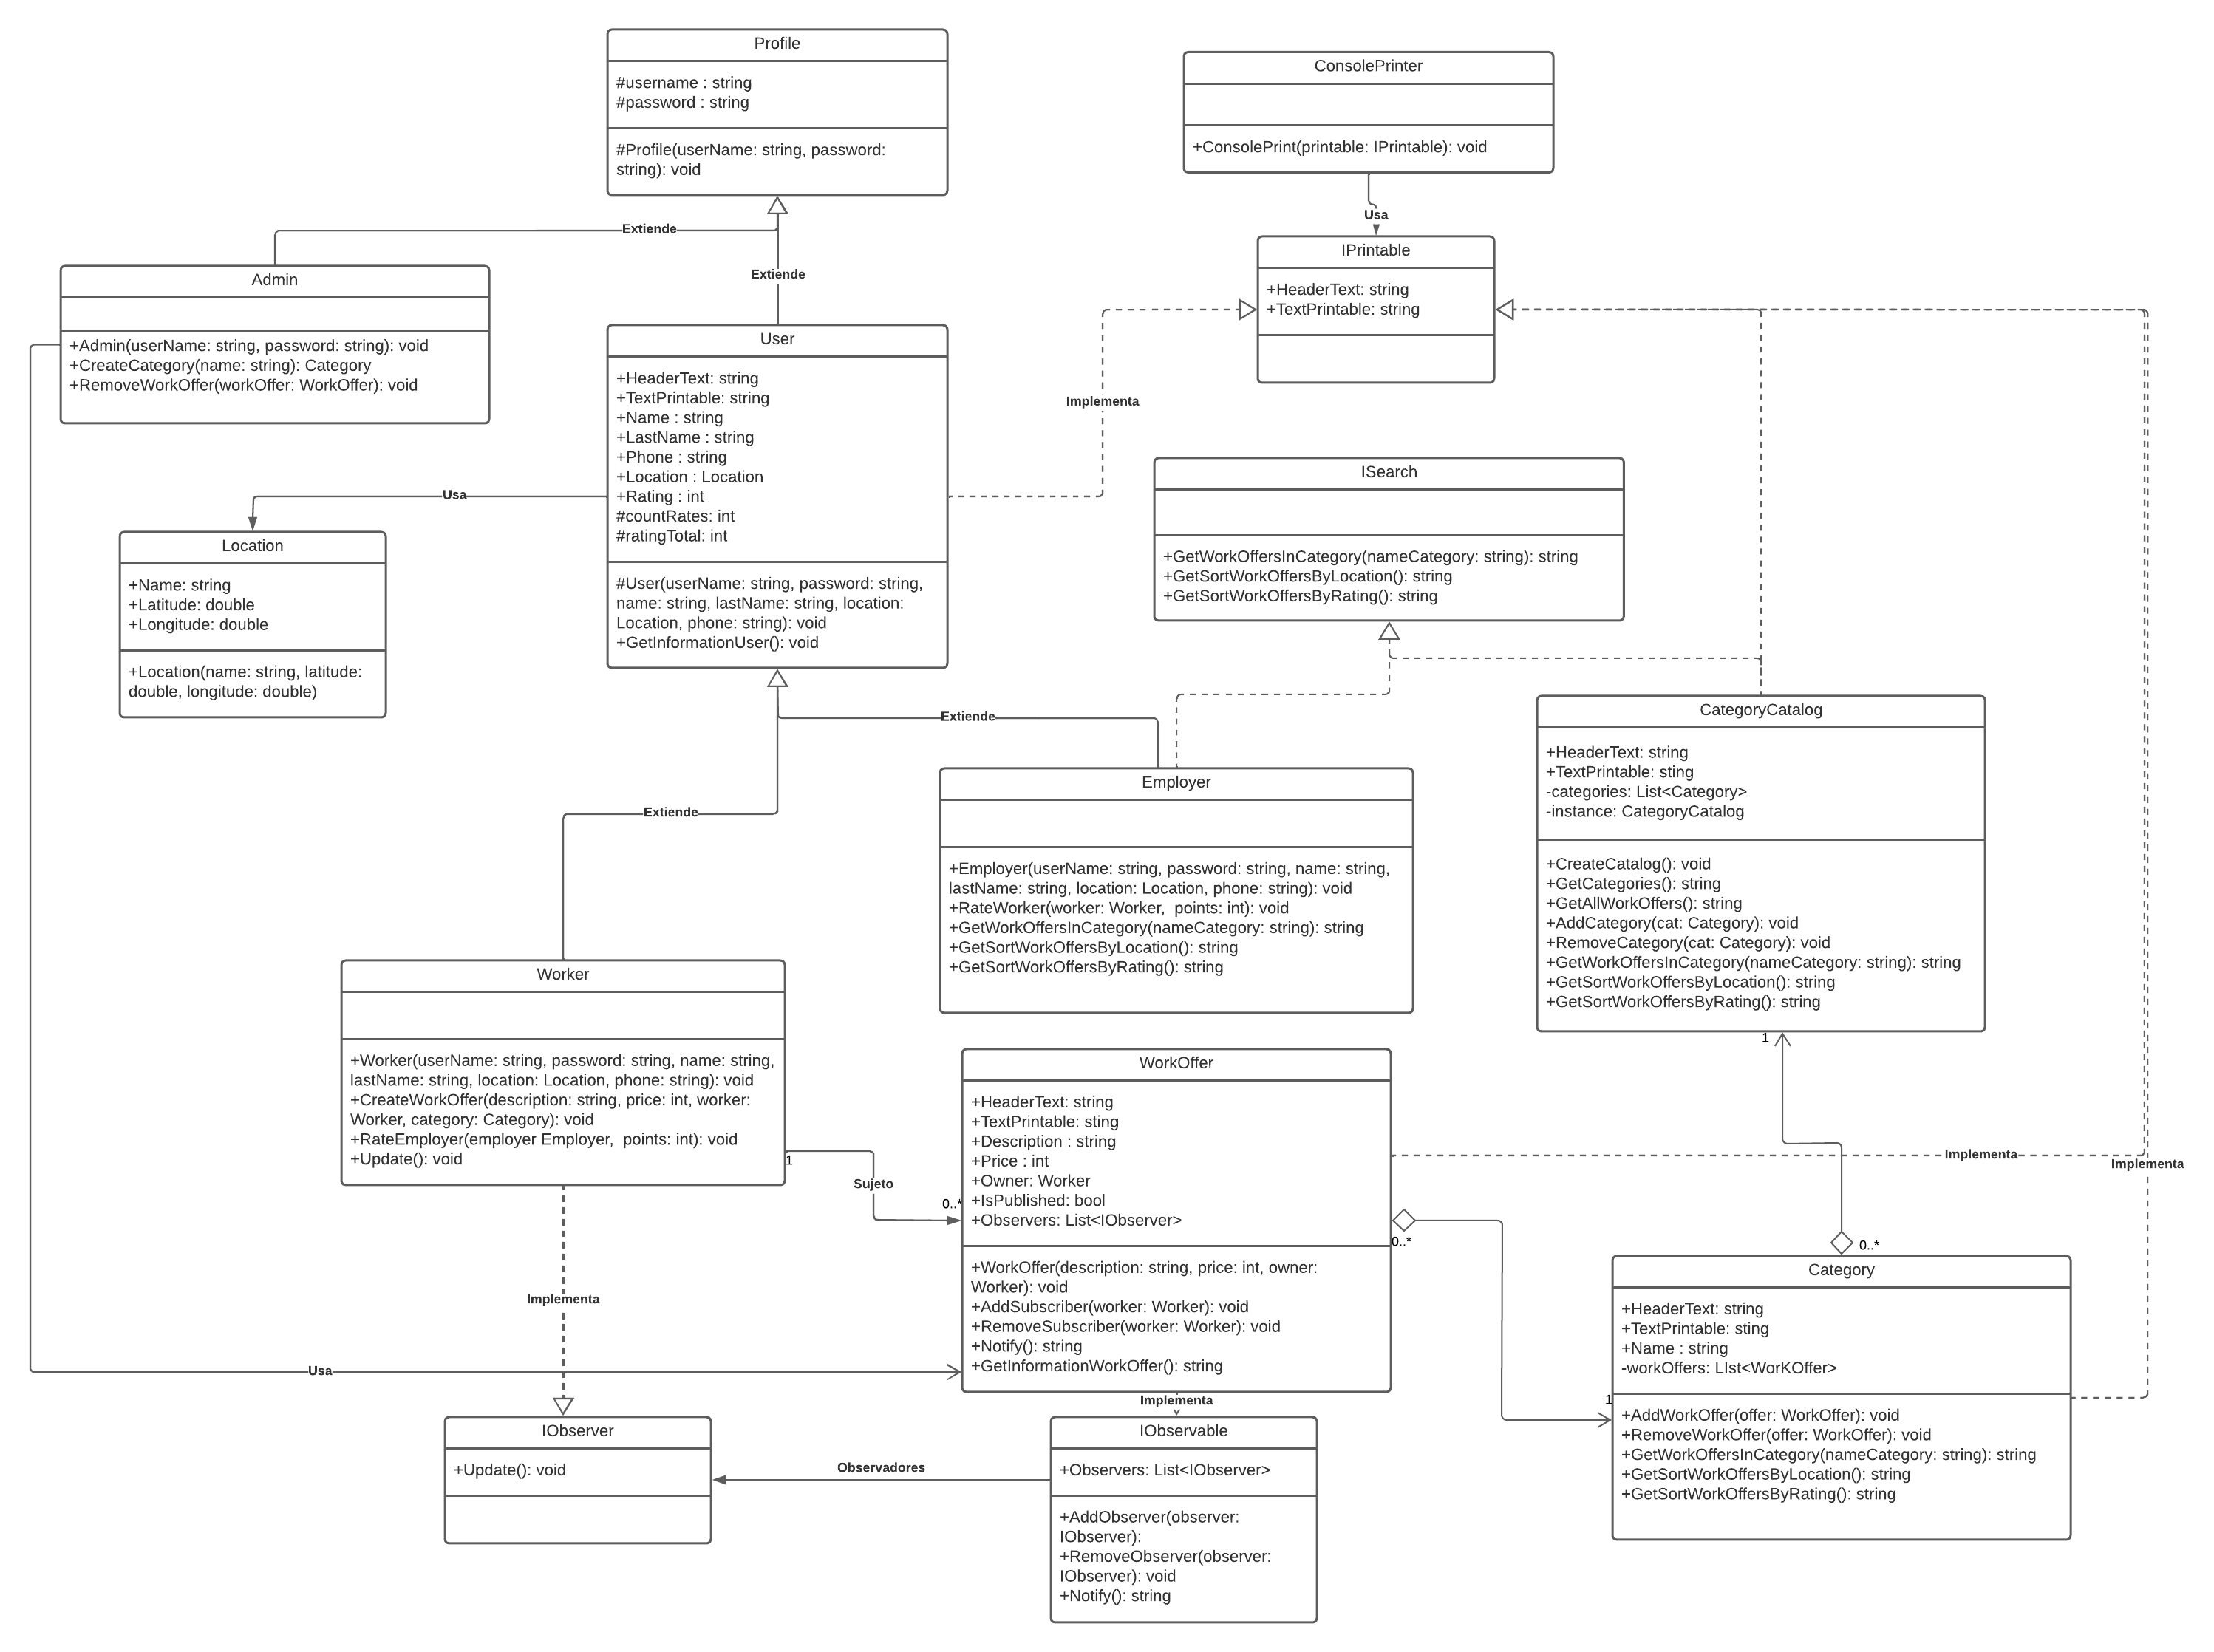 Profile
#username : string
#password : string
#Profile(userName: string, password:
string): void
ConsolePrinter
+ConsolePrint(printable: IPrintable): void
Usa
Extiende
Extiende
IPrintable
+HeaderText: string
+TextPrintable: string
Admin
+Admin(userName: string, password: string): void
+CreateCategory(name: string): Category
+RemoveWorkOffer(workOffer: WorkOffer): void
User
+HeaderText: string
+TextPrintable: string
+Name : string
+LastName : string
+Phone : string
+Location : Location
+Rating : int
#countRates: int
#ratingTotal: int
#User(userName: string, password: string,
name: string, lastName: string, location:
Location, phone: string): void
+GetInformationUser(): void
Implementa
Usa
Location
+Name: string
+Latitude: double
+Longitude: double
+Location(name: string, latitude:
double, longitude: double)
ISearch
+GetWorkOffersInCategory(nameCategory: string): string
+GetSortWorkOffersByLocation(): string
+GetSortWorkOffersByRating(): string
Extiende
Extiende
Employer
+Employer(userName: string, password: string, name: string,
lastName: string, location: Location, phone: string): void
+RateWorker(worker: Worker,  points: int): void
+GetWorkOffersInCategory(nameCategory: string): string
+GetSortWorkOffersByLocation(): string
+GetSortWorkOffersByRating(): string
CategoryCatalog
+HeaderText: string
+TextPrintable: sting
-categories: List<Category>
-instance: CategoryCatalog
+CreateCatalog(): void
+GetCategories(): string
+GetAllWorkOffers(): string
+AddCategory(cat: Category): void
+RemoveCategory(cat: Category): void
+GetWorkOffersInCategory(nameCategory: string): string
+GetSortWorkOffersByLocation(): string
+GetSortWorkOffersByRating(): string
1
Worker
+Worker(userName: string, password: string, name: string,
lastName: string, location: Location, phone: string): void
+CreateWorkOffer(description: string, price: int, worker:
Worker, category: Category): void
+RateEmployer(employer Employer,  points: int): void
+Update(): void
1
Sujeto
0..*
WorkOffer
+HeaderText: string
+TextPrintable: sting
+Description : string
+Price : int
+Owner: Worker
+IsPublished: bool
+Observers: List<IObserver>
+WorkOffer(description: string, price: int, owner:
Worker): void
+AddSubscriber(worker: Worker): void
+RemoveSubscriber(worker: Worker): void
+Notify(): string
+GetInformationWorkOffer(): string
Implementa
Implementa
0..*
0..*
1
Category
+HeaderText: string
+TextPrintable: sting
+Name : string
-workOffers: LIst<WorKOffer>
+AddWorkOffer(offer: WorkOffer): void
+RemoveWorkOffer(offer: WorkOffer): void
+GetWorkOffersInCategory(nameCategory: string): string
+GetSortWorkOffersByLocation(): string
+GetSortWorkOffersByRating(): string
Implementa
Usa
Implementa
IObserver
+Update(): void
Observadores
IObservable
+Observers: List<IObserver>
+AddObserver(observer:
IObserver):
+RemoveObserver(observer:
IObserver): void
+Notify(): string